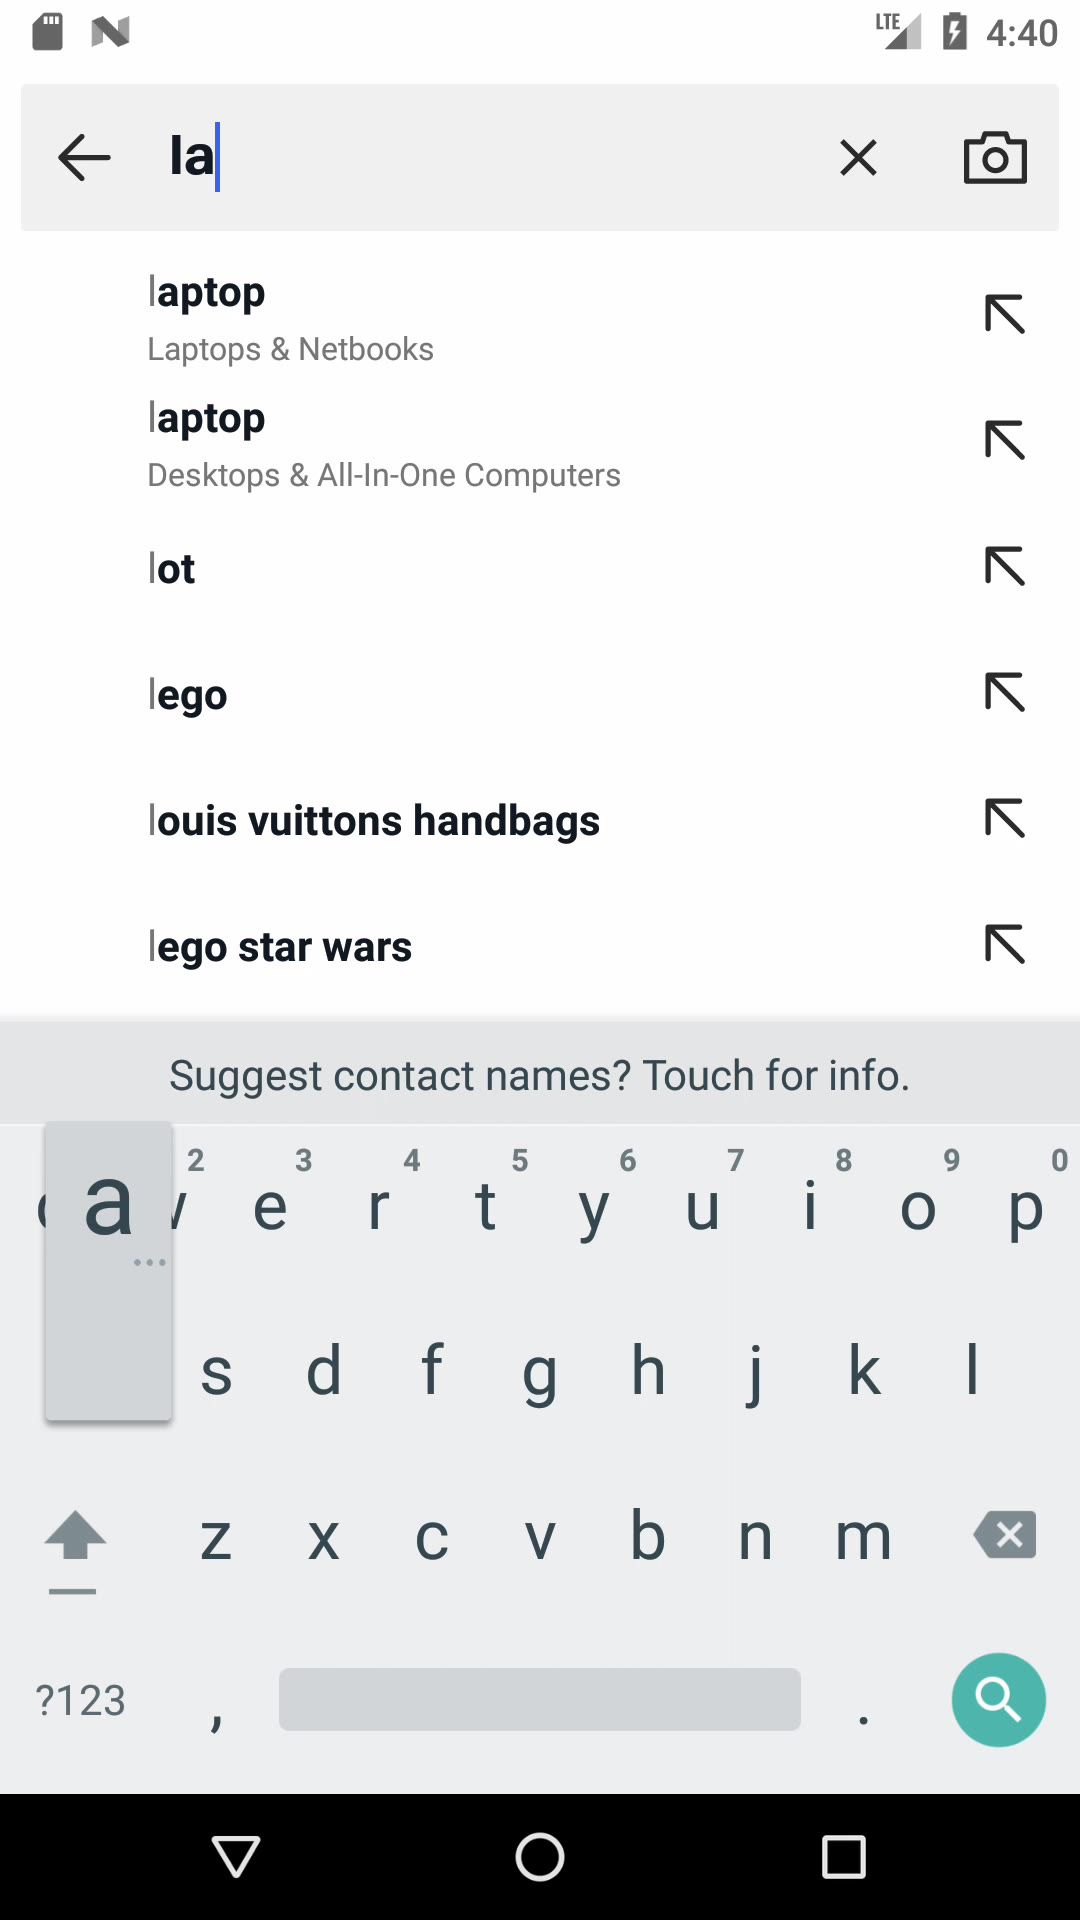 LTE 4:40
la
laptop
Laptops & Netbooks
laptop
Desktops & All-In-One Computers
lot
lego
louis vuittons handbags
lego star wars
Suggest contact names? Touch for info.
2 3 4 5 6 7 8 9 0
a e r t y u i o p
s d f g h j k l
z x c v b n m
?123 , .